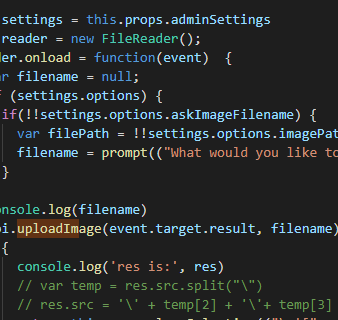 settings = this.props.adminSettings
reader = new FileReader();
der.onload = function(event) {
r filename = null;
(settings.options) {
if(!!settings.options.askImageFilename) {
var filePath = !!settings.options.imagePat
filename = prompt(("What would you like to
}
onsole.log(filename)
i.uploadImage(event.target.result, filename)
{
console.log('res is:', res)
// var temp = res.src.split("\")
// res.src = '\' + temp[2] + '\'+ temp[3]